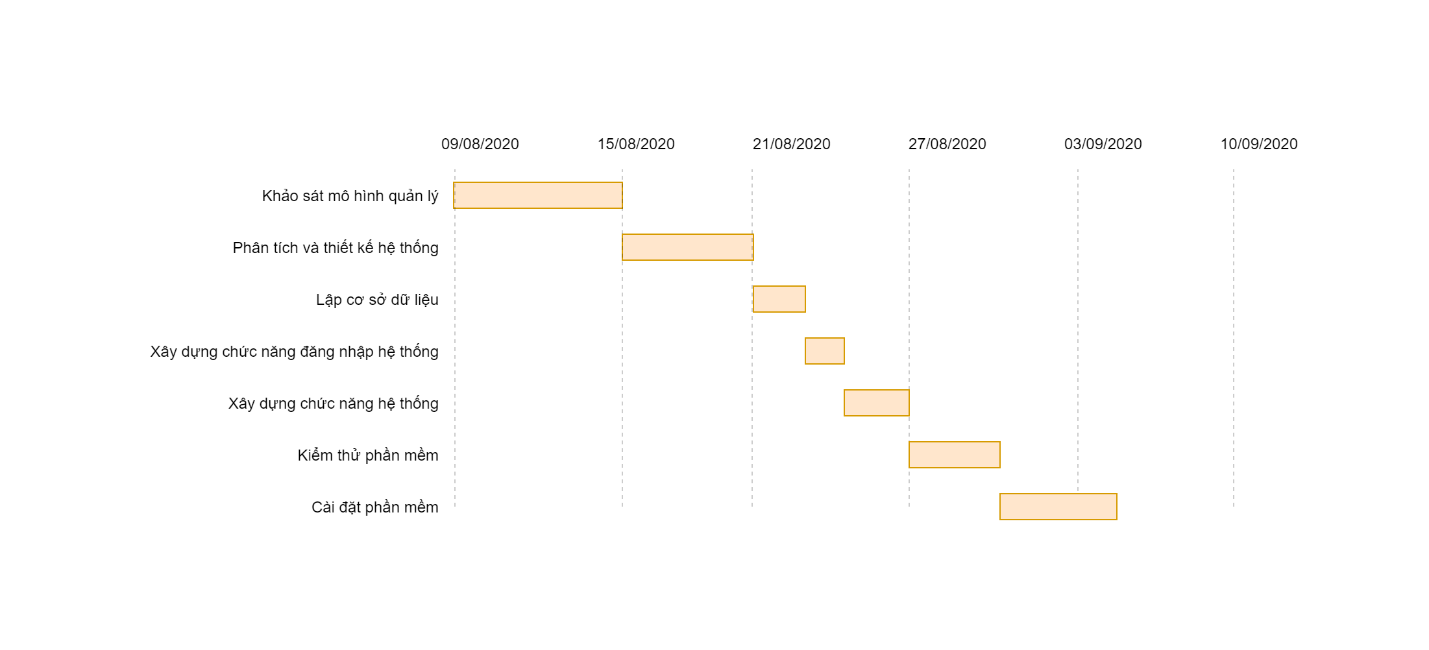 09/08/2020 15/08/2020 21/08/2020 27/08/2020 03/09/2020 10/09/2020
Khảo sát mô hình quản lý
Phân tích và thiết kế hệ thống
Lập cơ sở dữ liệu
Xây dựng chức năng đăng nhập hệ thống
Xây dựng chức năng hệ thống
Kiểm thử phần mềm
Cài đặt phần mềm